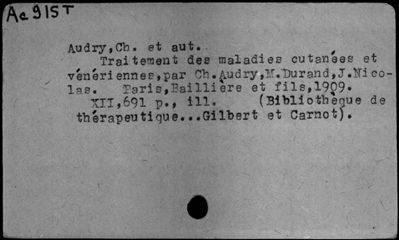 Ac 915T
Audry,Ch. et aut.
Traitement des maladies cutanées et
vénériennes,par Ch.Audry,M.Durand,J.Nico-
las. Paris,Baillière et fils,1909.
XII,691 p., ill. (Bibliothèque de
thérapeutique...Gilbert et Carnot).